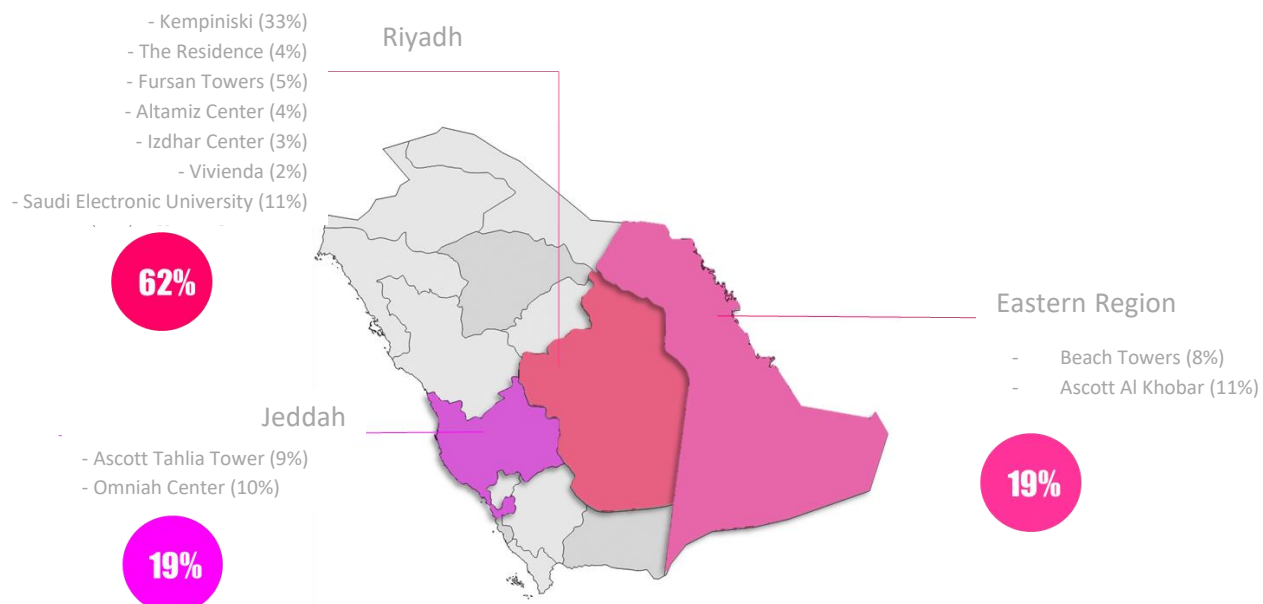 - Kempiniski (33%)
Riyadh
- The Residence (4%)
- Fursan Towers (5%)
- Altamiz Center (4%)
- Izdhar Center (3%)
- Vivienda (2%)
- Saudi Electronic University (11%)
62%
Eastern Region
- Beach Towers (8%)
- Ascott Al Khobar (11%)
19%
Jeddah
-
- Ascott Tahlia Tower (9%)
- Omniah Center (10%)
19%